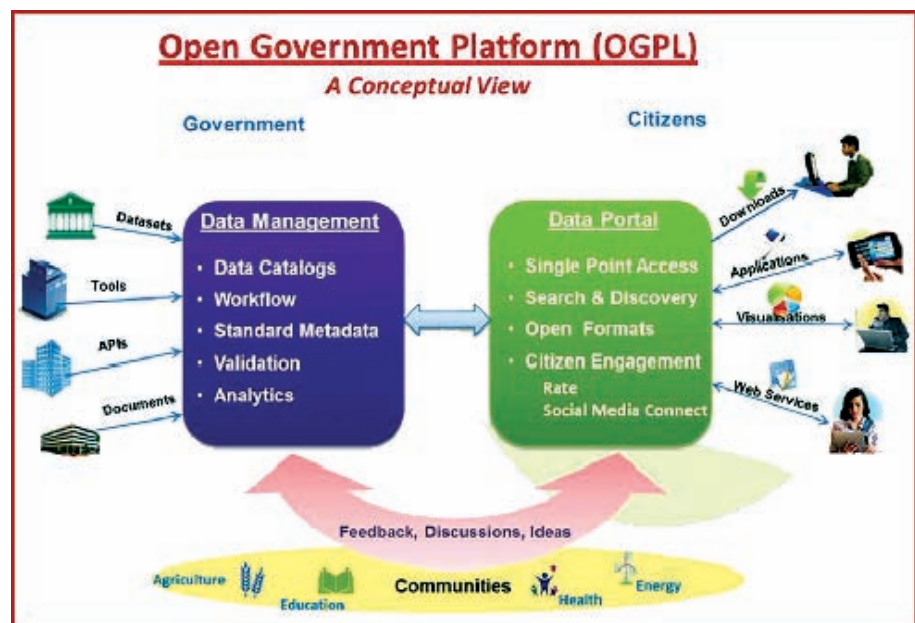 Open Government Platform (OGPL)
A Conceptual View
Government
Citizens
Datasets
Tools
APIs
Documents
Data Management
• Data Catalogs
• Workflow
• Standard Metadata
• Validation
• Analytics
Data Portal
• Single Point Access
• Search & Discovery
• Open Formats
• Citizen Engagement
Rate
Social Media Connect
Downloads
Applications
Visualisations
Web Services
Feedback, Discussions, Ideas
Agriculture
Education
Communities
Health
Energy